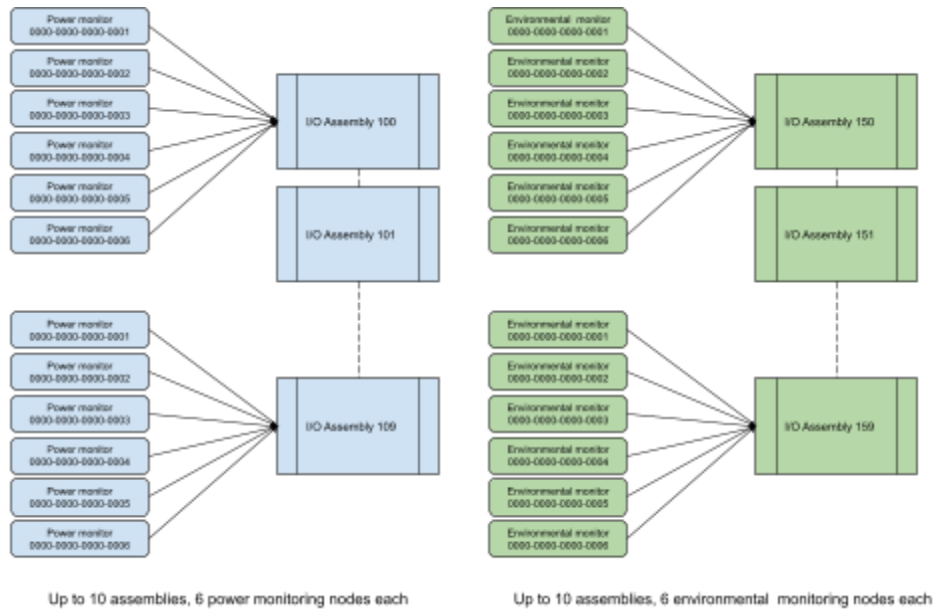 Power monitor
0000-0000-0000-0001
Power monitor
0000-0000-0000-0002
Power monitor
0000-0000-0000-0003
Power monitor
0000-0000-0000-0004
Power monitor
0000-0000-0000-0005
Power monitor
0000-0000-0000-0006
I/O Assembly 100
I/O Assembly 101
Power monitor
0000-0000-0000-0001
Power monitor
0000-0000-0000-0002
Power monitor
0000-0000-0000-0003
Power monitor
0000-0000-0000-0004
Power monitor
0000-0000-0000-0005
Power monitor
0000-0000-0000-0006
I/O Assembly 109
Up to 10 assemblies, 6 power monitoring nodes each
Environmental monitor
0000-0000-0000-0001
Environmental monitor
0000-0000-0000-0002
Environmental monitor
0000-0000-0000-0003
Environmental monitor
0000-0000-0000-0004
Environmental monitor
0000-0000-0000-0005
Environmental monitor
0000-0000-0000-0006
I/O Assembly 150
I/O Assembly 151
Environmental monitor
0000-0000-0000-0001
Environmental monitor
0000-0000-0000-0002
Environmental monitor
0000-0000-0000-0003
Environmental monitor
0000-0000-0000-0004
Environmental monitor
0000-0000-0000-0005
Environmental monitor
0000-0000-0000-0006
I/O Assembly 159
Up to 10 assemblies, 6 environmental monitoring nodes each